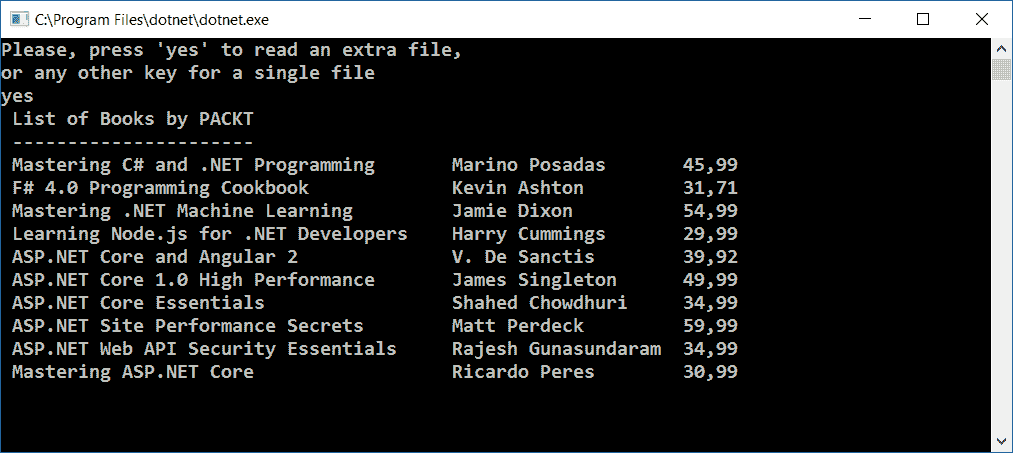 C:\Program Files\dotnet\dotnet.exe
Please, press 'yes' to read an extra file,
or any other key for a single file
yes
List of Books by PACKT
----------------------
Mastering C# and .NET Programming Marino Posadas 45,99
F# 4.0 Programming Cookbook Kevin Ashton 31,71
Mastering .NET Machine Learning Jamie Dixon 54,99
Learning Node.js for .NET Developers Harry Cummings 29,99
ASP.NET Core and Angular 2 V. De Sanctis 39,92
ASP.NET Core 1.0 High Performance James Singleton 49,99
ASP.NET Core Essentials Shahed Chowdhuri 34,99
ASP.NET Site Performance Secrets Matt Perdeck 59,99
ASP.NET Web API Security Essentials Rajesh Gunasundaram 34,99
Mastering ASP.NET Core Ricardo Peres 30,99